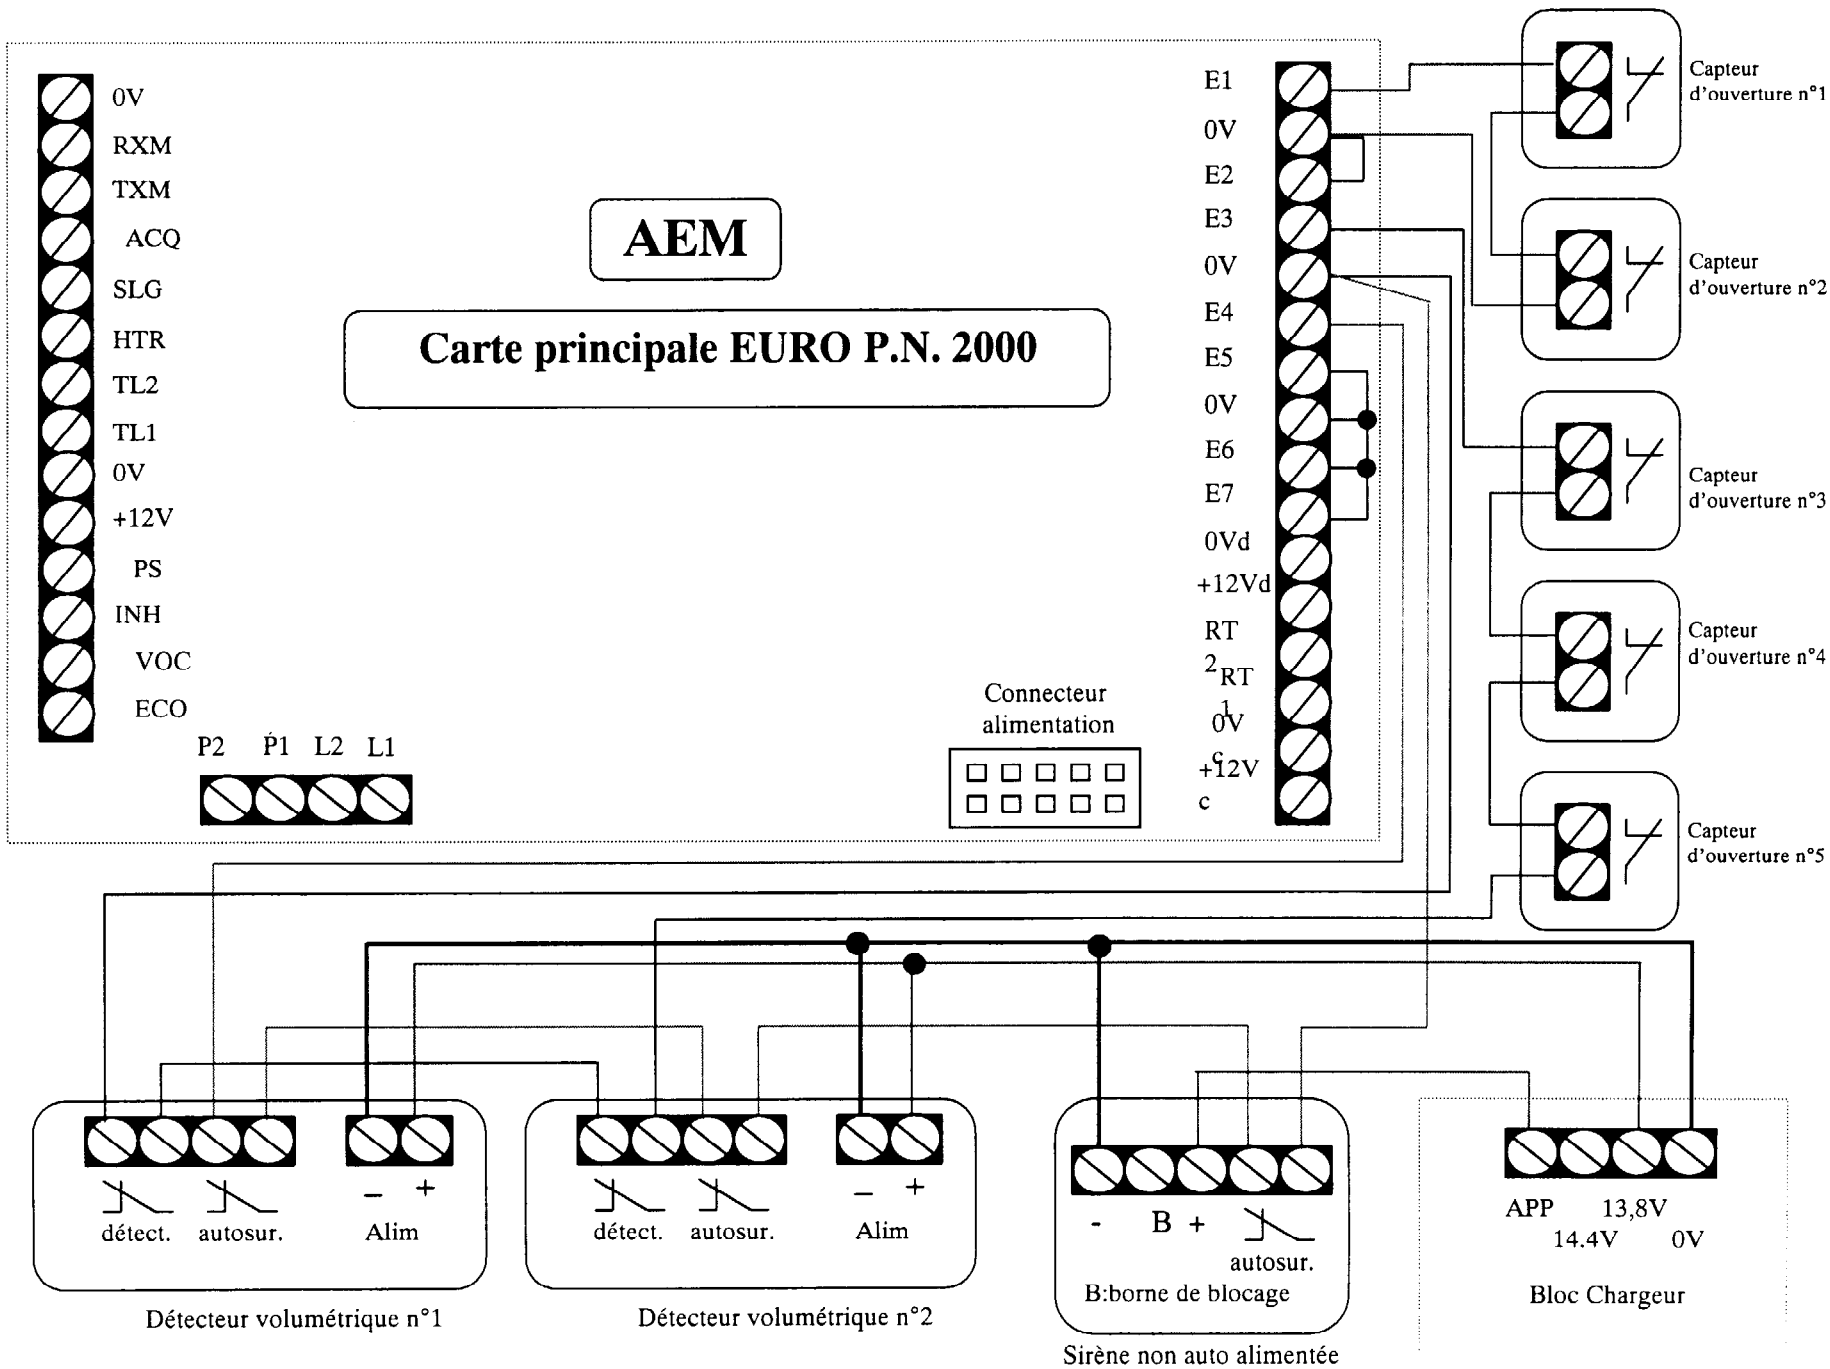 0V
RXM
TXM
ACQ
SLG
HTR
TL2
TL1
0V
+12V
PS
INH
VOC
ECO
P2 P1 L2 L1
AEM
Carte principale EURO P.N. 2000
Connecteur
alimentation
E1
0V
E2
E3
0V
E4
E5
0V
E6
E7
0Vd
+12Vd
RT
2
RT
1
0V
c
+12V
c
Capteur
d'ouverture n°1
Capteur
d'ouverture n°2
Capteur
d'ouverture n°3
Capteur
d'ouverture n°4
Capteur
d'ouverture n°5
détect. autosur.
– +
Alim
Détecteur volumétrique n°1
détect. autosur.
– +
Alim
Détecteur volumétrique n°2
- B +
autosur.
B:borne de blocage
Sirène non auto alimentée
APP 13,8V
14.4V 0V
Bloc Chargeur